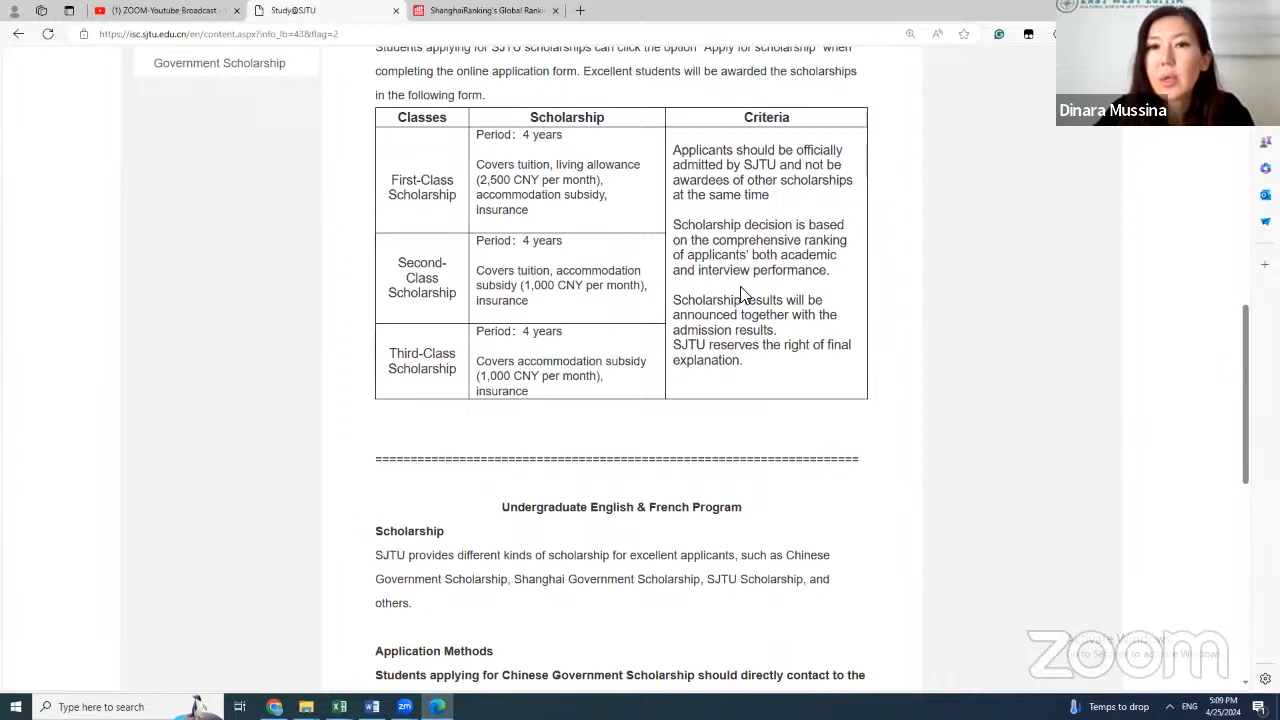 (1) ZOOM-Youtube Broadcast -
Study@SJTU
ShanghaiRanking's Global Ranki
https://isc.sjtu.edu.cn/en/content.aspx?info_lb=43&flag=2
Dinara Mussina
Government Scholarship
Students applying for SJTU scholarships can click the option "Apply for scholarship" when
completing the online application form. Excellent students will be awarded the scholarships
in the following form.
Classes
Scholarship
Criteria
First-Class
Scholarship
Period: 4 years
Covers tuition, living allowance
(2,500 CNY per month),
accommodation subsidy,
insurance
Second-
Class
Scholarship
Period: 4 years
Covers tuition, accommodation
subsidy (1,000 CNY per month),
insurance
Third-Class
Scholarship
Period: 4 years
Covers accommodation subsidy
(1,000 CNY per month),
insurance
Applicants should be officially
admitted by SJTU and not be
awardees of other scholarships
at the same time
Scholarship decision is based
on the comprehensive ranking
of applicants' both academic
and interview performance.
Scholarship results will be
announced together with the
admission results.
SJTU reserves the right of final
explanation.
=====================================================================
Undergraduate English & French Program
Scholarship
SJTU provides different kinds of scholarship for excellent applicants, such as Chinese
Government Scholarship, Shanghai Government Scholarship, SJTU Scholarship, and
others.
Application Methods
Students applying for Chinese Government Scholarship should directly contact to the
Activate Windows
Go to Settings to activate Windows.
zoom
Type here to search
Temps to drop
ENG
5:09 PM
4/25/2024